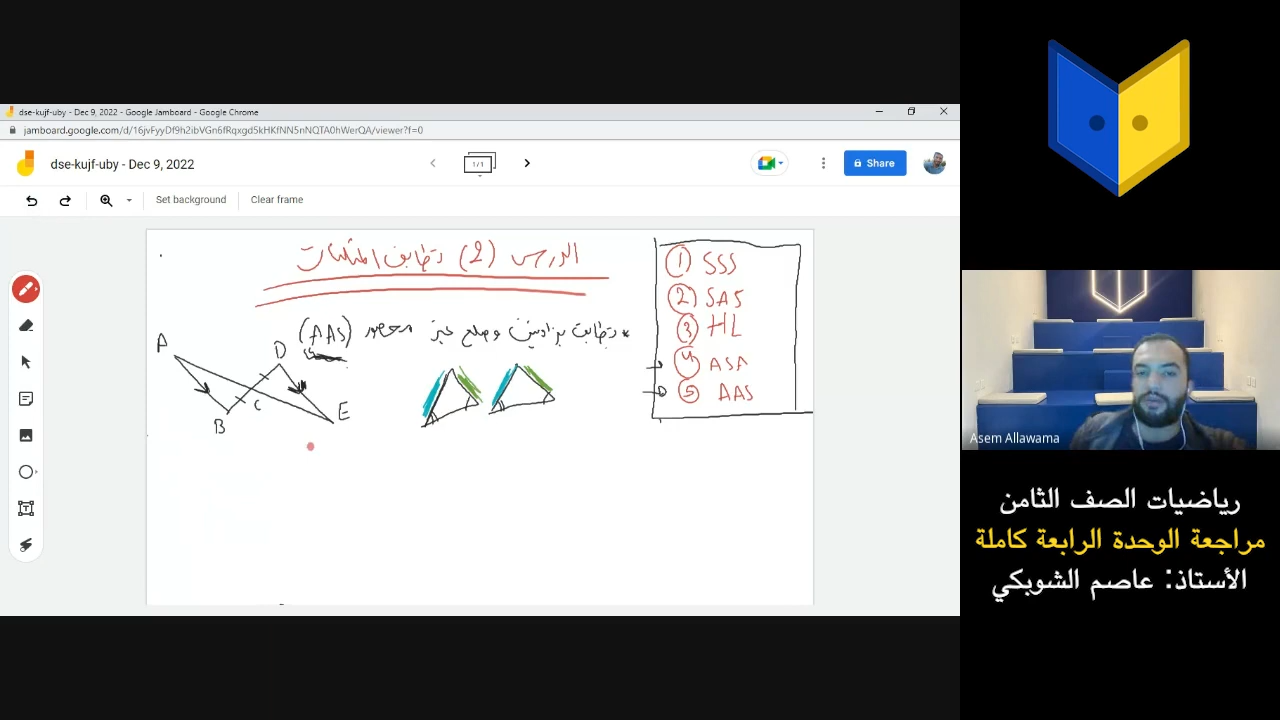 dse-kujf-uby - Dec 9, 2022 - Google Jamboard - Google Chrome
jamboard.google.com/d/16jvFyyDf9h2ibVGn6fRqxgd5kHKfNN5nNQTA0hWerQA/viewer?f=0
dse-kujf-uby - Dec 9, 2022
1/1
Share
Set background
Clear frame
الدرس (2) تطابق المثلثات
* تطابق بزاويتين وضلع غير محصور (AAS)
A
D
C
B
E
1 SSS
2 SAS
3 HL
4 ASA
5 AAS
Asem Allawama
رياضيات الصف الثامن
مراجعة الوحدة الرابعة كاملة
الأستاذ: عاصم الشوبكي